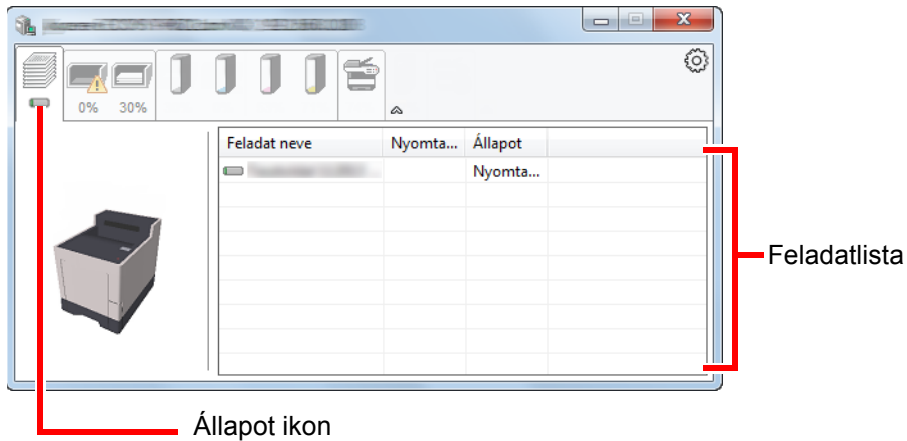 0% 30%
Feladat neve Nyomta... Állapot
Nyomta...
Feladatlista
Állapot ikon